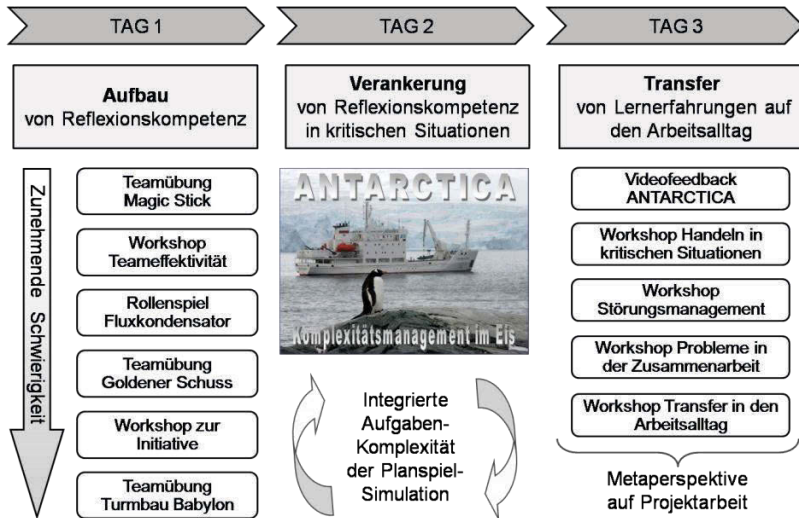 TAG 1
TAG 2
TAG 3
Aufbau
von Reflexionskompetenz
Verankerung
von Reflexionskompetenz
in kritischen Situationen
Transfer
von Lernerfahrungen auf
den Arbeitsalltag
Zunehmende Schwierigkeit
Teamübung
Magic Stick
Workshop
Teameffektivität
Rollenspiel
Fluxkondensator
Teamübung
Goldener Schuss
Workshop zur
Initiative
Teamübung
Turmbau Babylon
ANTARCTICA
Komplexitätsmanagement im Eis
Integrierte
Aufgaben-
Komplexität
der Planspiel-
Simulation
Videofeedback
ANTARCTICA
Workshop Handeln in
kritischen Situationen
Workshop
Störungsmanagement
Workshop Probleme in
der Zusammenarbeit
Workshop Transfer in den
Arbeitsalltag
Metaperspektive
auf Projektarbeit